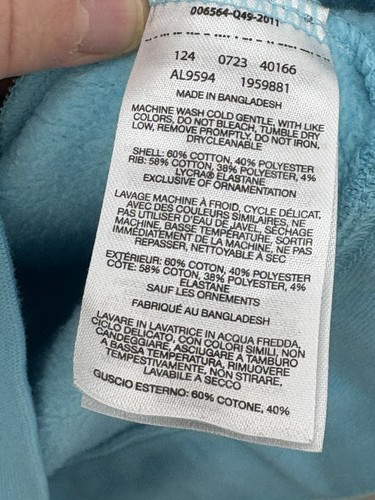 006564-Q49-2011
124 0723 40166
AL9594 1959881
MADE IN BANGLADESH
MACHINE WASH COLD GENTLE, WITH LIKE
COLORS, DO NOT BLEACH, TUMBLE DRY
LOW, REMOVE PROMPTLY, DO NOT IRON.
DRYCLEANABLE
SHELL: 60% COTTON, 40% POLYESTER
RIB: 58% COTTON, 38% POLYESTER, 4%
LYCRA® ELASTANE
EXCLUSIVE OF ORNAMENTATION
LAVAGE MACHINE À FROID, CYCLE DÉLICAT.
AVEC DES COULEURS SIMILAIRES, NE
PAS UTILISER D'EAU DE JAVEL, SÉCHAGE
MACHINE, BASSE TEMPÉRATURE. SORTIR
IMMÉDIATEMENT DE LA MACHINE. NE PAS
REPASSER, NETTOYABLE À SEC
EXTÉRIEUR: 60% COTON, 40% POLYESTER
CÔTE: 58% COTON, 38% POLYESTER, 4%
ELASTANE
SAUF LES ORNEMENTS
FABRIQUÉ AU BANGLADESH
LAVARE IN LAVATRICE IN ACQUA FREDDA,
CICLO DELICATO, CON COLORI SIMILI, NON
CANDEGGIARE, ASCIUGARE A TAMBURO
A BASSA TEMPERATURA, RIMUOVERE
TEMPESTIVAMENTE, NON STIRARE,
LAVABILE A SECCO
GUSCIO ESTERNO: 60% COTONE, 40%